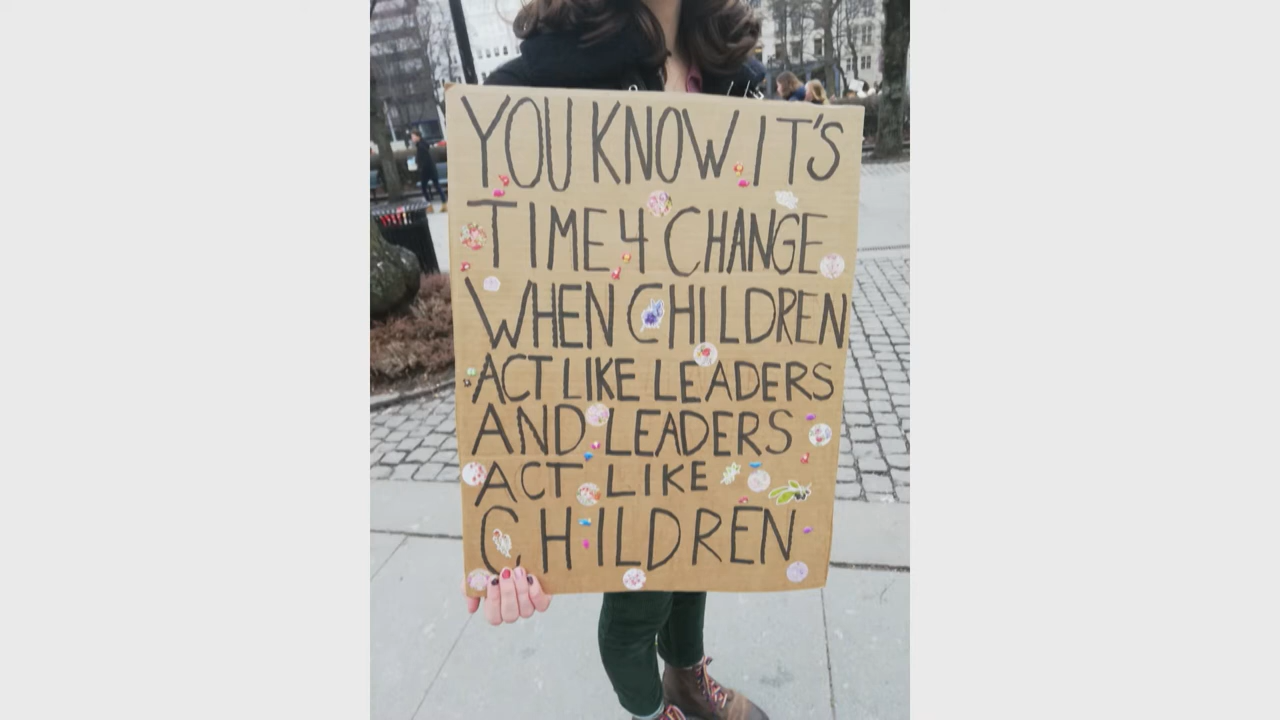 YOU KNOW IT'S
TIME 4 CHANGE
WHEN CHILDREN
ACT LIKE LEADERS
AND LEADERS
ACT LIKE
CHILDREN